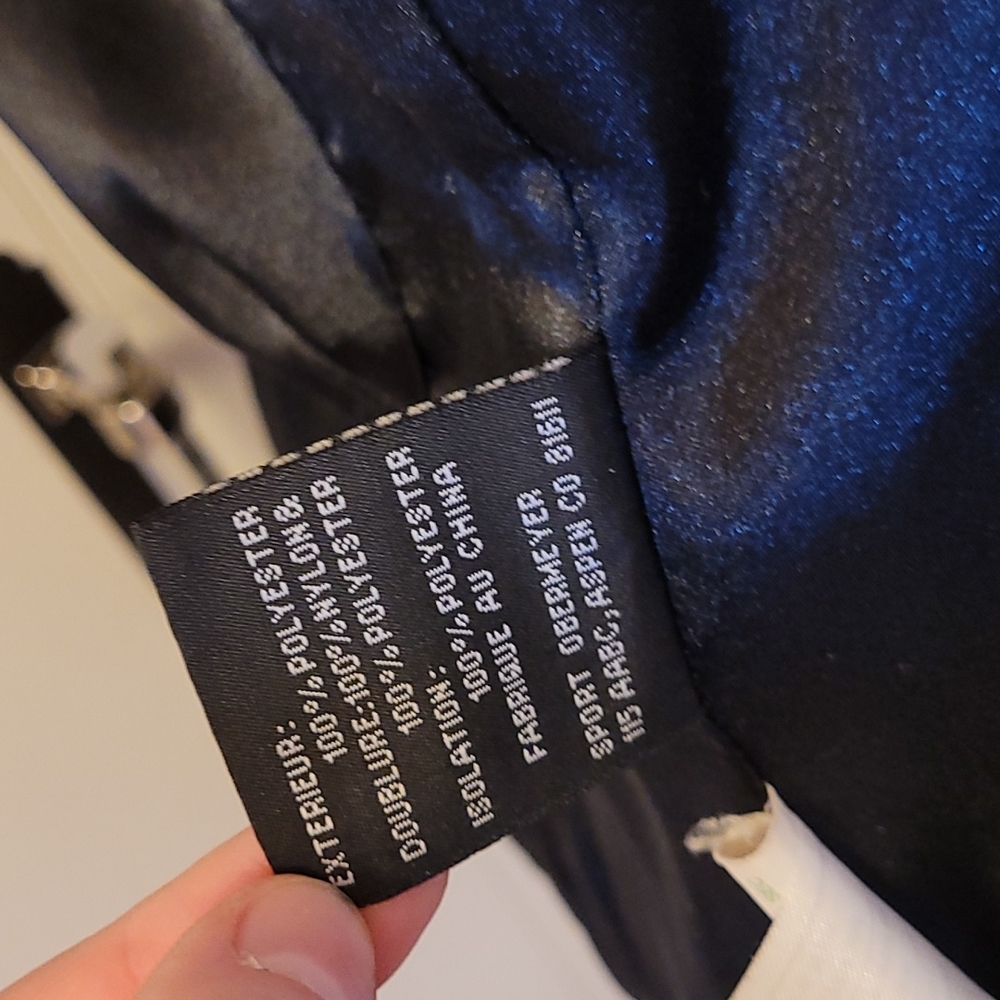 EXTERIEUR:
100% POLYESTER
100% NYLON&
DOUBLURE:100% POLYESTER
100% POLYESTER
ISOLATION:
100% POLYESTER
FABRIQUE AU CHINA
SPORT OBERMEYER
115 AABC,ASPEN CO 81611